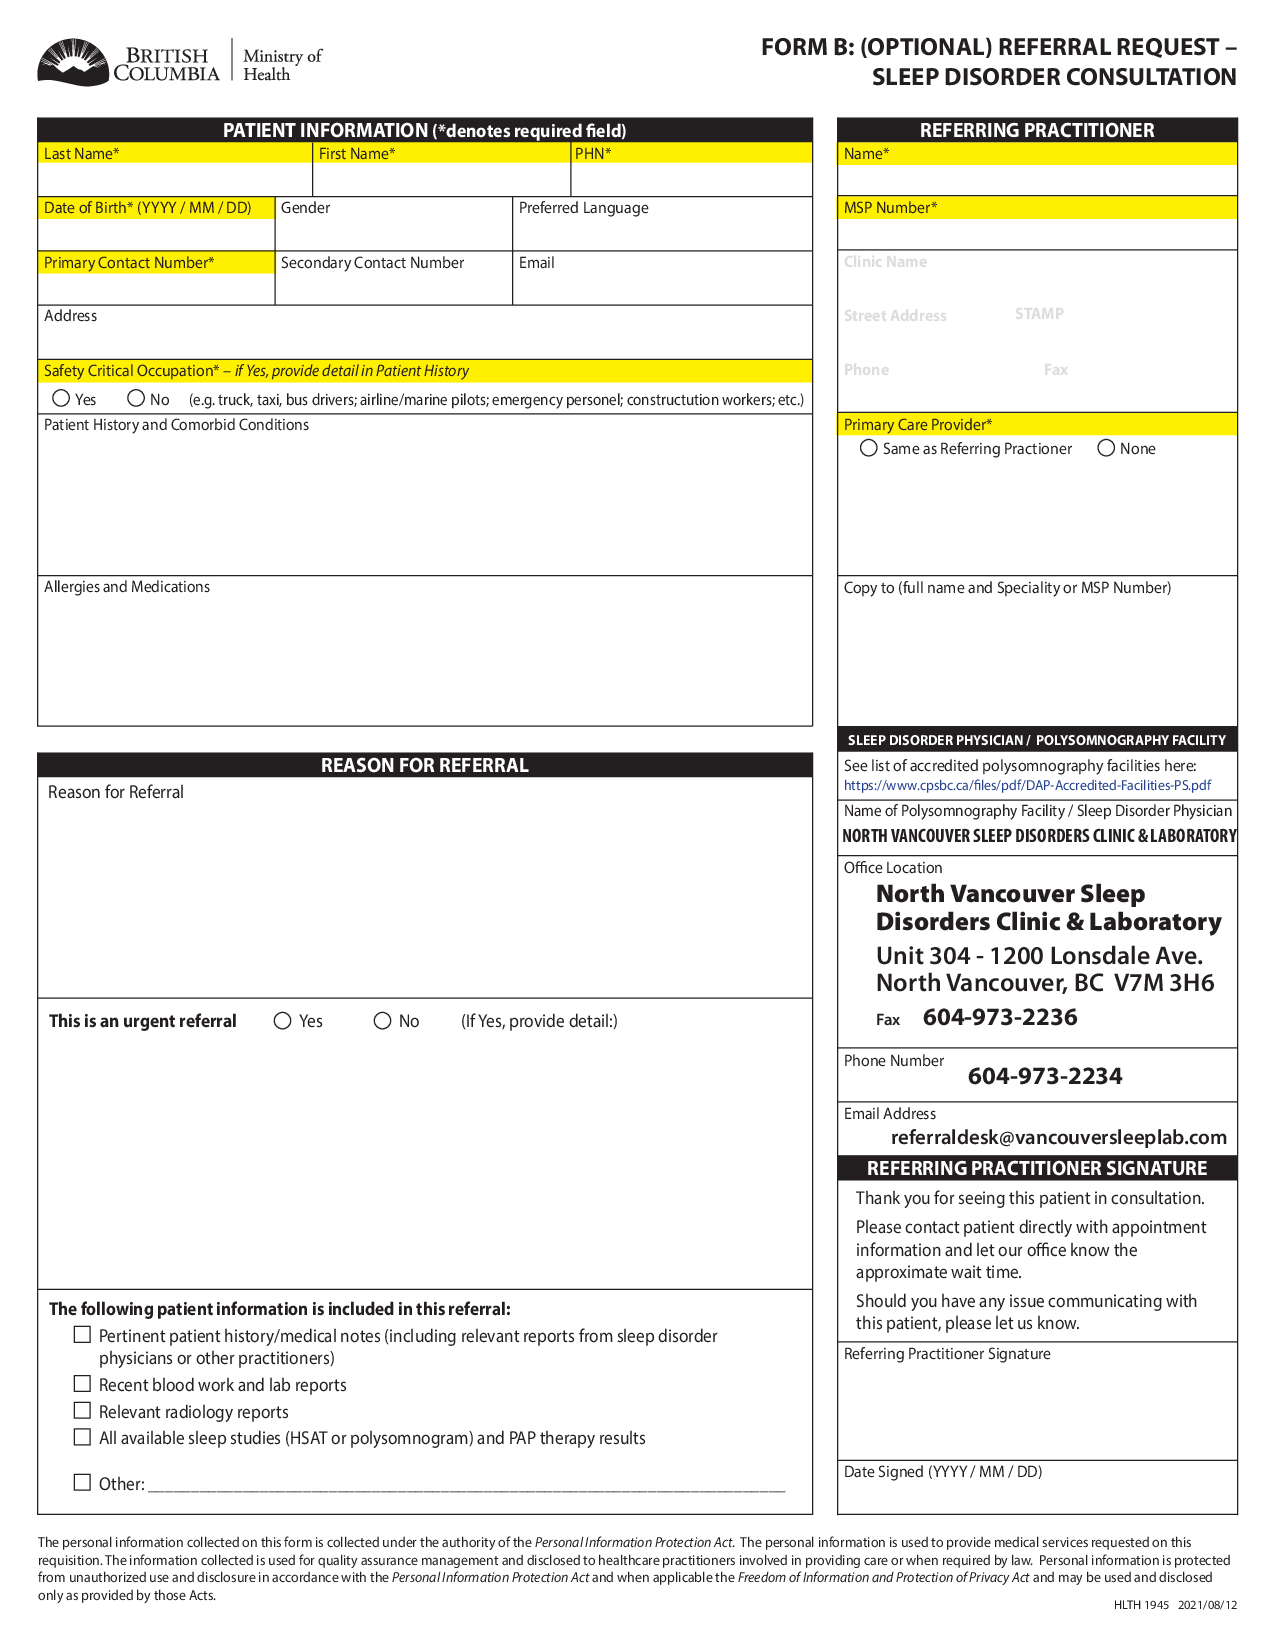 BRITISH
COLUMBIA
Ministry of
Health
FORM B: (OPTIONAL) REFERRAL REQUEST –
SLEEP DISORDER CONSULTATION
PATIENT INFORMATION (*denotes required field)
Last Name* First Name* PHN*
Date of Birth* (YYYY / MM / DD) Gender Preferred Language
Primary Contact Number* Secondary Contact Number Email
Address
Safety Critical Occupation* – if Yes, provide detail in Patient History
Yes No (e.g. truck, taxi, bus drivers; airline/marine pilots; emergency personel; constructution workers; etc.)
Patient History and Comorbid Conditions
Allergies and Medications
REASON FOR REFERRAL
Reason for Referral
This is an urgent referral Yes No (If Yes, provide detail:)
The following patient information is included in this referral:
Pertinent patient history/medical notes (including relevant reports from sleep disorder
physicians or other practitioners)
Recent blood work and lab reports
Relevant radiology reports
All available sleep studies (HSAT or polysomnogram) and PAP therapy results
Other: ______________________________________________________________________
REFERRING PRACTITIONER
Name*
MSP Number*
Clinic Name
Street Address STAMP
Phone Fax
Primary Care Provider*
Same as Referring Practioner None
Copy to (full name and Speciality or MSP Number)
SLEEP DISORDER PHYSICIAN / POLYSOMNOGRAPHY FACILITY
See list of accredited polysomnography facilities here:
https://www.cpsbc.ca/files/pdf/DAP-Accredited-Facilities-PS.pdf
Name of Polysomnography Facility / Sleep Disorder Physician
NORTH VANCOUVER SLEEP DISORDERS CLINIC & LABORATORY
Office Location
North Vancouver Sleep
Disorders Clinic & Laboratory
Unit 304 - 1200 Lonsdale Ave.
North Vancouver, BC V7M 3H6
Fax 604-973-2236
Phone Number
604-973-2234
Email Address
referraldesk@vancouversleeplab.com
REFERRING PRACTITIONER SIGNATURE
Thank you for seeing this patient in consultation.
Please contact patient directly with appointment
information and let our office know the
approximate wait time.
Should you have any issue communicating with
this patient, please let us know.
Referring Practitioner Signature
Date Signed (YYYY / MM / DD)
The personal information collected on this form is collected under the authority of the Personal Information Protection Act. The personal information is used to provide medical services requested on this
requisition. The information collected is used for quality assurance management and disclosed to healthcare practitioners involved in providing care or when required by law. Personal information is protected
from unauthorized use and disclosure in accordance with the Personal Information Protection Act and when applicable the Freedom of Information and Protection of Privacy Act and may be used and disclosed
only as provided by those Acts.
HLTH 1945 2021/08/12